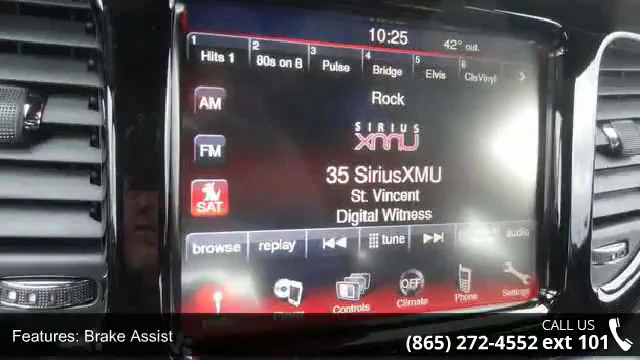 10:25
42° out.
1 Hits 1
2 80s on 8
3 Pulse
4 Bridge
5 Elvis
6 ClsVinyl
Rock
AM
SIRIUS
xmu
FM
35 SiriusXMU
SAT
St. Vincent
Digital Witness
browse
replay
tune
audio
OFF
Controls
Climate
Phone
Settings
Features: Brake Assist
CALL US
(865) 272-4552 ext 101